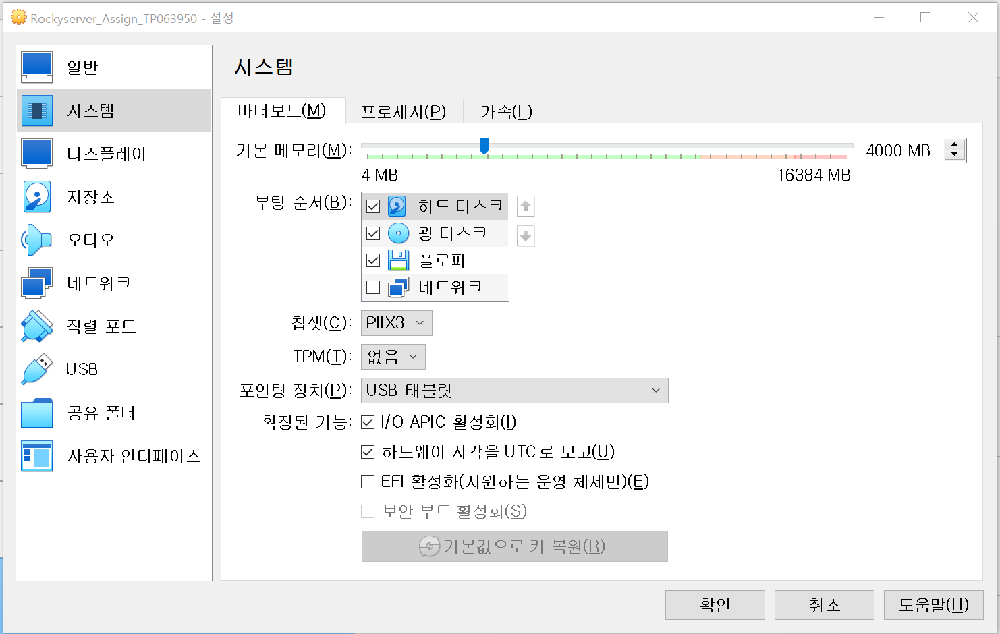 Rockyserver_Assign_TP063950 - 설정
일반
시스템
디스플레이
저장소
오디오
네트워크
직렬 포트
USB
공유 폴더
사용자 인터페이스
시스템
마더보드(M) 프로세서(P) 가속(L)
기본 메모리(M): 4000 MB
4 MB 16384 MB
부팅 순서(B): 하드 디스크
광 디스크
플로피
네트워크
칩셋(C): PIIX3
TPM(T): 없음
포인팅 장치(P): USB 태블릿
확장된 기능: I/O APIC 활성화(I)
하드웨어 시각을 UTC로 보고(U)
EFI 활성화(지원하는 운영 체제만)(E)
보안 부트 활성화(S)
기본값으로 키 복원(R)
확인 취소 도움말(H)